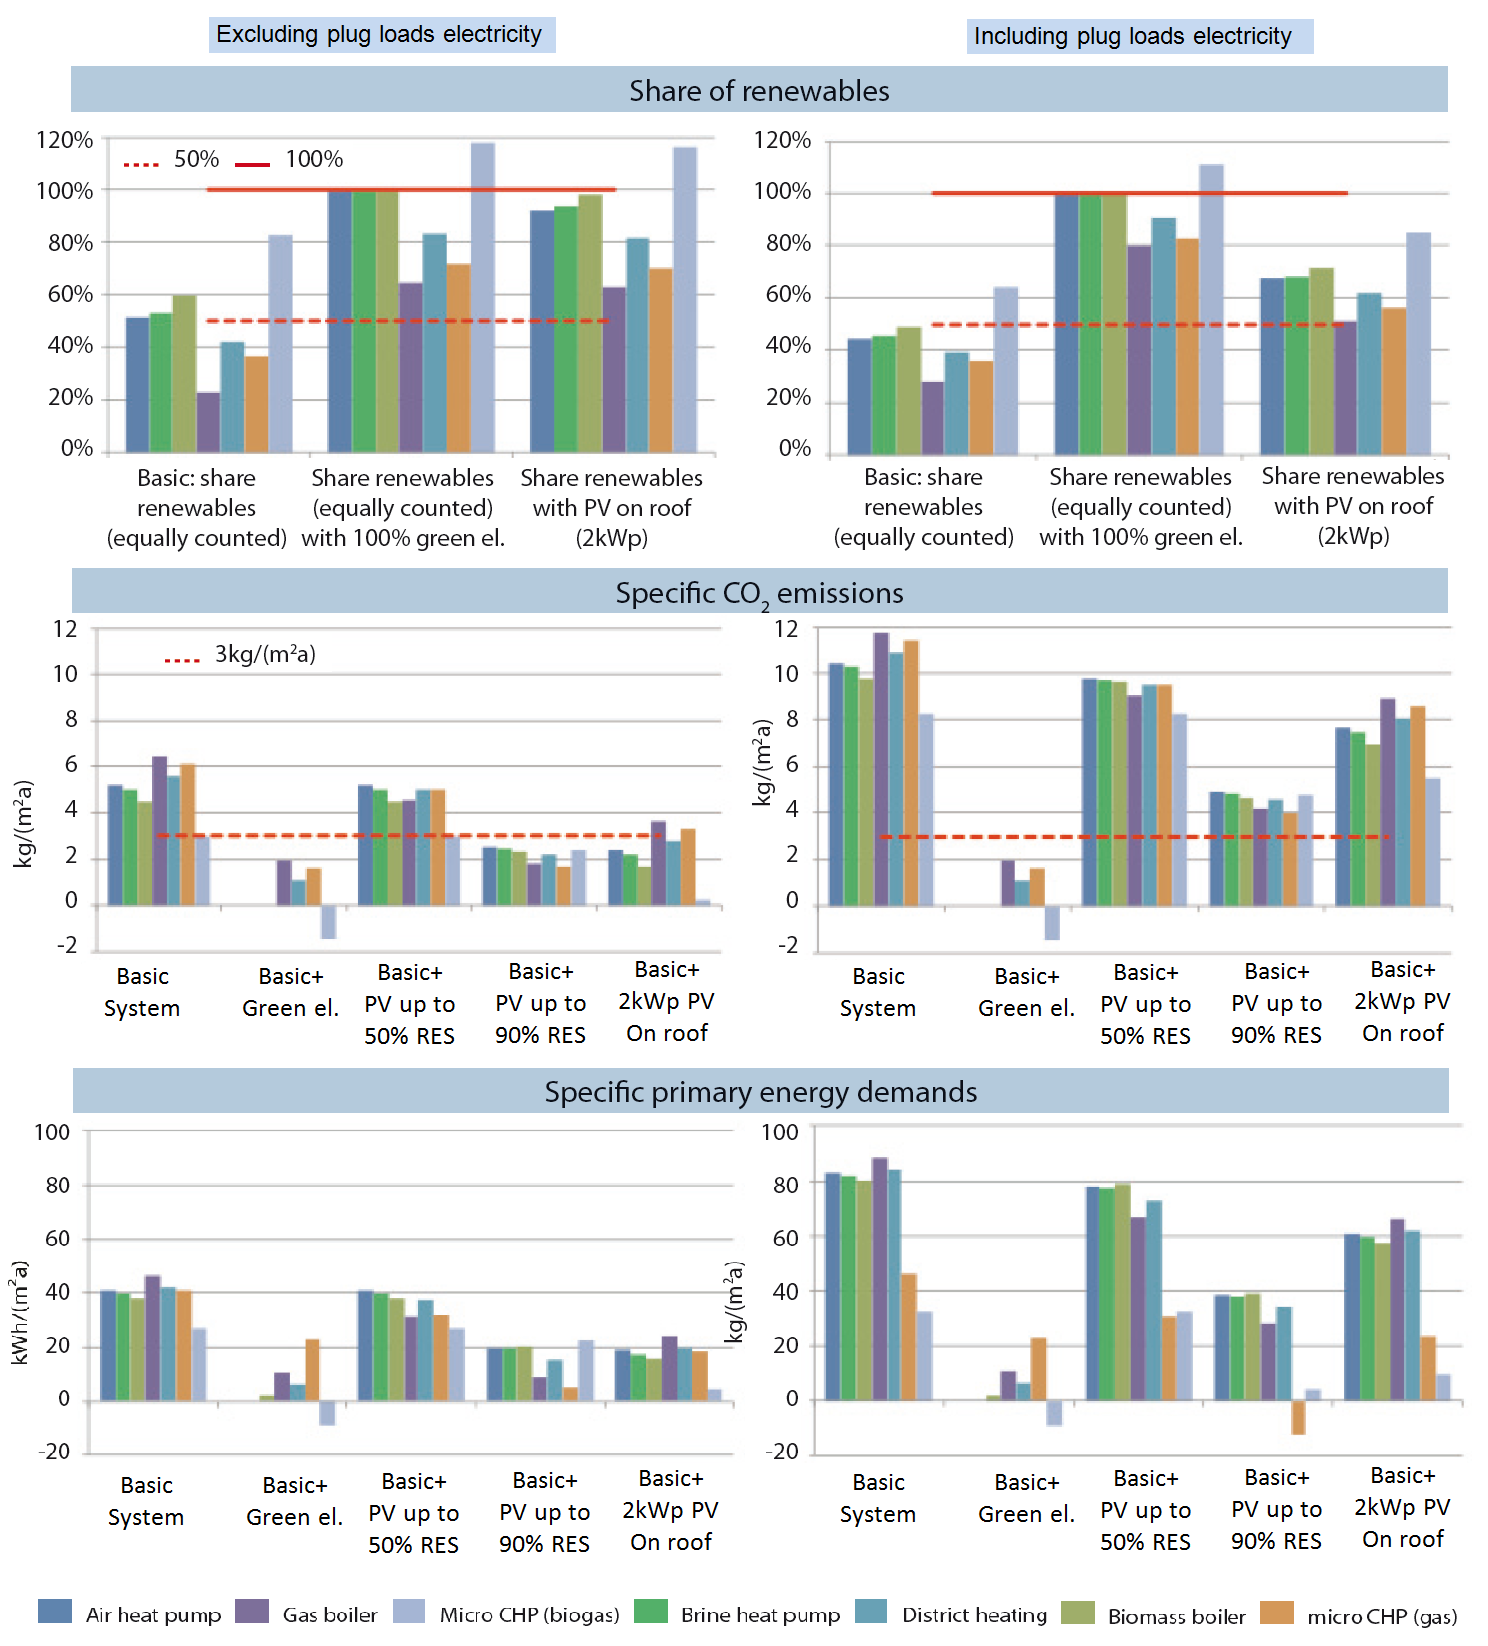 Excluding plug loads electricity
Including plug loads electricity
Share of renewables
120%
100%
80%
60%
40%
20%
0%
50%
100%
Basic: share
renewables
(equally counted)
Share renewables
(equally counted)
with 100% green el.
Share renewables
with PV on roof
(2kWp)
120%
100%
80%
60%
40%
20%
0%
Basic: share
renewables
(equally counted)
Share renewables
(equally counted)
with 100% green el.
Share renewables
with PV on roof
(2kWp)
Specific CO₂ emissions
12
10
8
6
4
2
0
-2
kg/(m²a)
3kg/(m²a)
Basic
System
Basic+
Green el.
Basic+
PV up to
50% RES
Basic+
PV up to
90% RES
Basic+
2kWp PV
On roof
12
10
8
6
4
2
0
-2
kg/(m²a)
Basic
System
Basic+
Green el.
Basic+
PV up to
50% RES
Basic+
PV up to
90% RES
Basic+
2kWp PV
On roof
Specific primary energy demands
100
80
60
40
20
0
-20
kWh/(m²a)
Basic
System
Basic+
Green el.
Basic+
PV up to
50% RES
Basic+
PV up to
90% RES
Basic+
2kWp PV
On roof
100
80
60
40
20
0
-20
kg/(m²a)
Basic
System
Basic+
Green el.
Basic+
PV up to
50% RES
Basic+
PV up to
90% RES
Basic+
2kWp PV
On roof
Air heat pump
Gas boiler
Micro CHP (biogas)
Brine heat pump
District heating
Biomass boiler
micro CHP (gas)